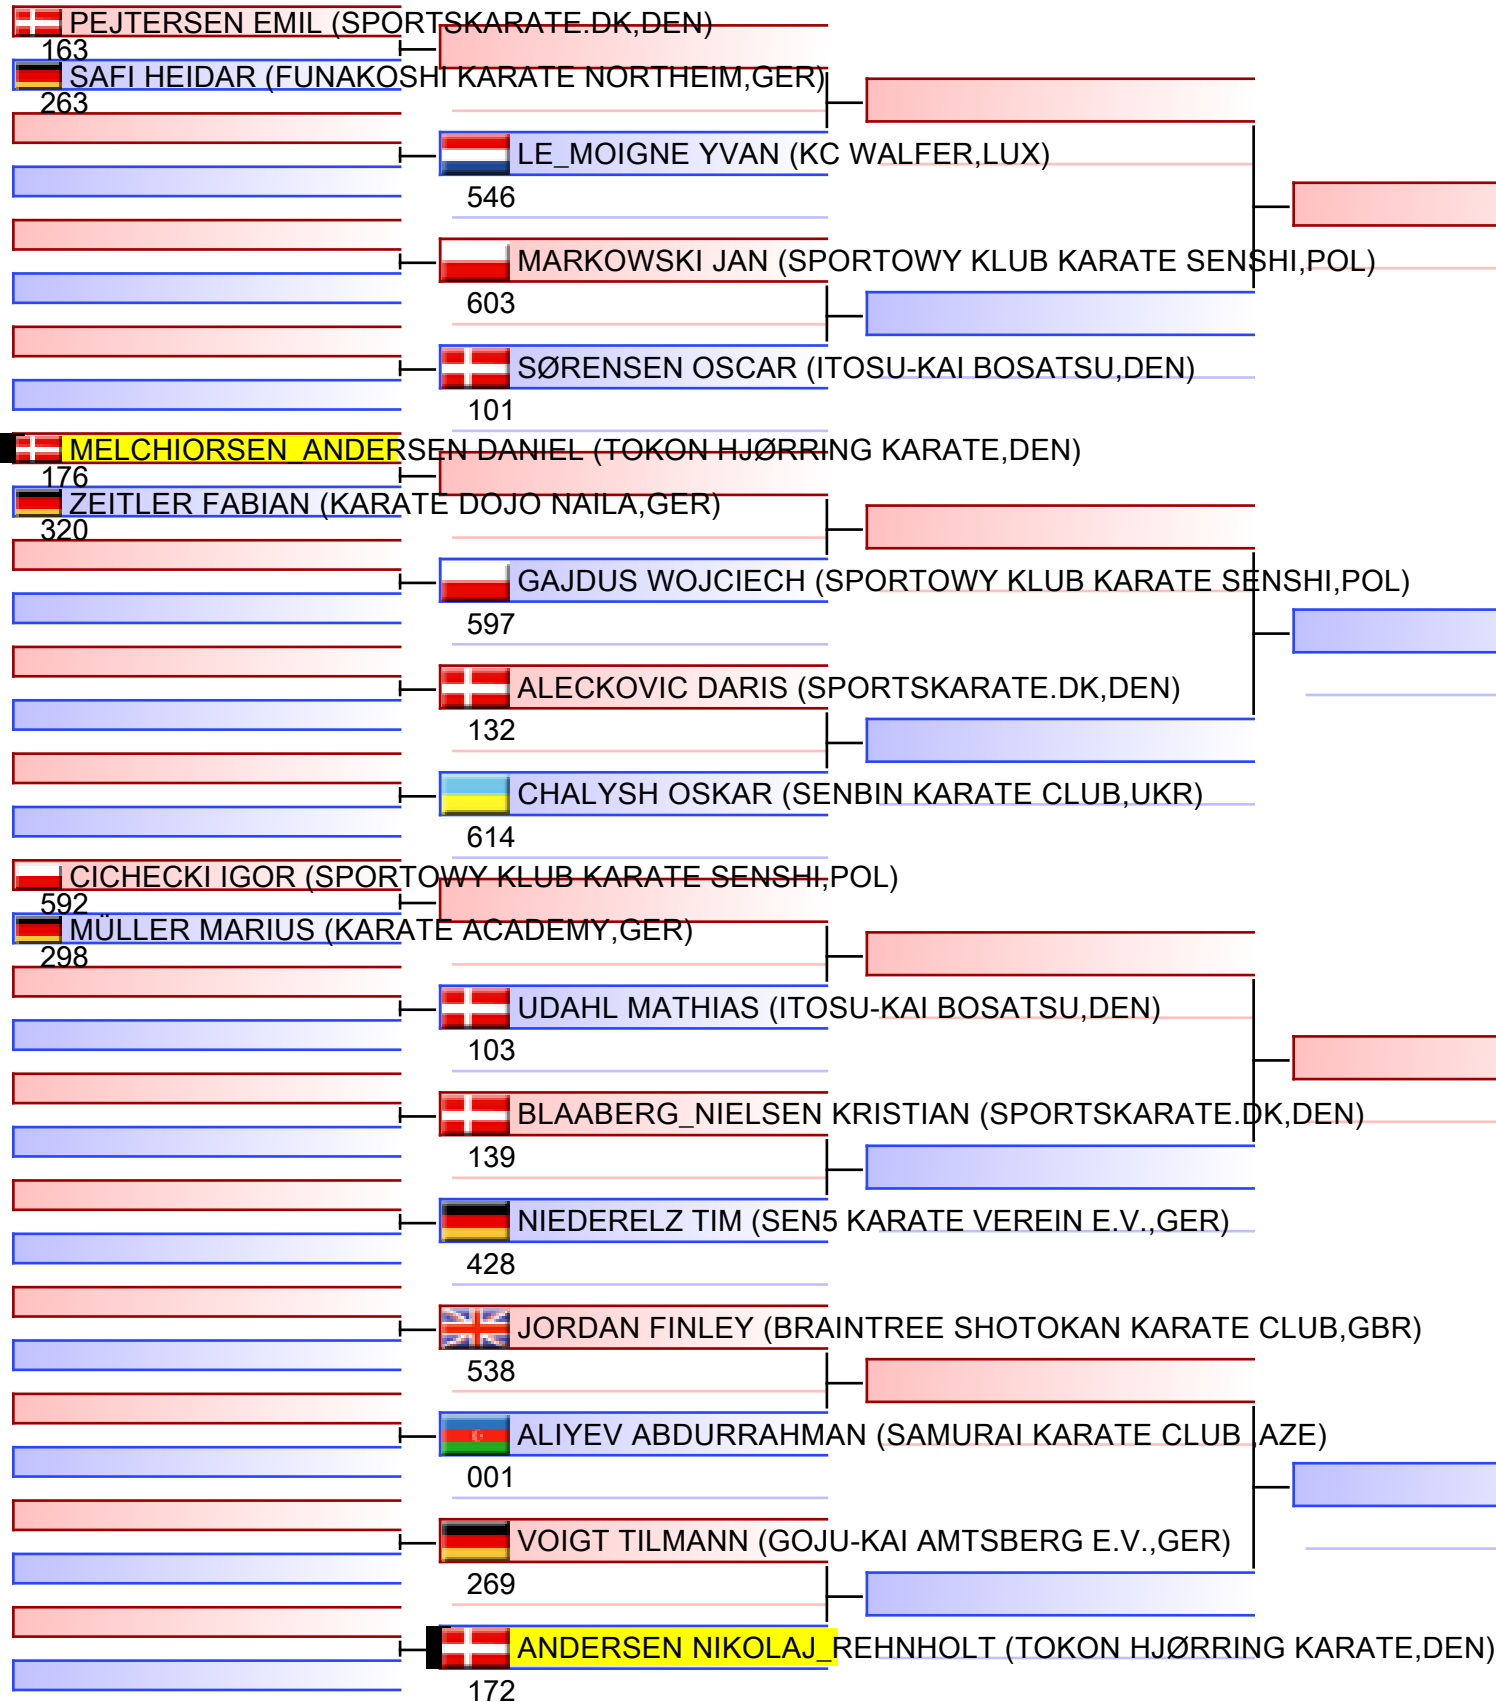 PEJTERSEN EMIL (SPORTSKARATE.DK,DEN)
163
SAFI HEIDAR (FUNAKOSHI KARATE NORTHEIM,GER)
263
LE_MOIGNE YVAN (KC WALFER,LUX)
546
MARKOWSKI JAN (SPORTOWY KLUB KARATE SENSHI,POL)
603
SØRENSEN OSCAR (ITOSU-KAI BOSATSU,DEN)
101
MELCHIORSEN_ANDERSEN DANIEL (TOKON HJØRRING KARATE,DEN)
176
ZEITLER FABIAN (KARATE DOJO NAILA,GER)
320
GAJDUS WOJCIECH (SPORTOWY KLUB KARATE SENSHI,POL)
597
ALECKOVIC DARIS (SPORTSKARATE.DK,DEN)
132
CHALYSH OSKAR (SENBIN KARATE CLUB,UKR)
614
CICHECKI IGOR (SPORTOWY KLUB KARATE SENSHI,POL)
592
MÜLLER MARIUS (KARATE ACADEMY,GER)
298
UDAHL MATHIAS (ITOSU-KAI BOSATSU,DEN)
103
BLAABERG_NIELSEN KRISTIAN (SPORTSKARATE.DK,DEN)
139
NIEDERELZ TIM (SEN5 KARATE VEREIN E.V.,GER)
428
JORDAN FINLEY (BRAINTREE SHOTOKAN KARATE CLUB,GBR)
538
ALIYEV ABDURRAHMAN (SAMURAI KARATE CLUB ,AZE)
001
VOIGT TILMANN (GOJU-KAI AMTSBERG E.V.,GER)
269
ANDERSEN NIKOLAJ_REHNHOLT (TOKON HJØRRING KARATE,DEN)
172